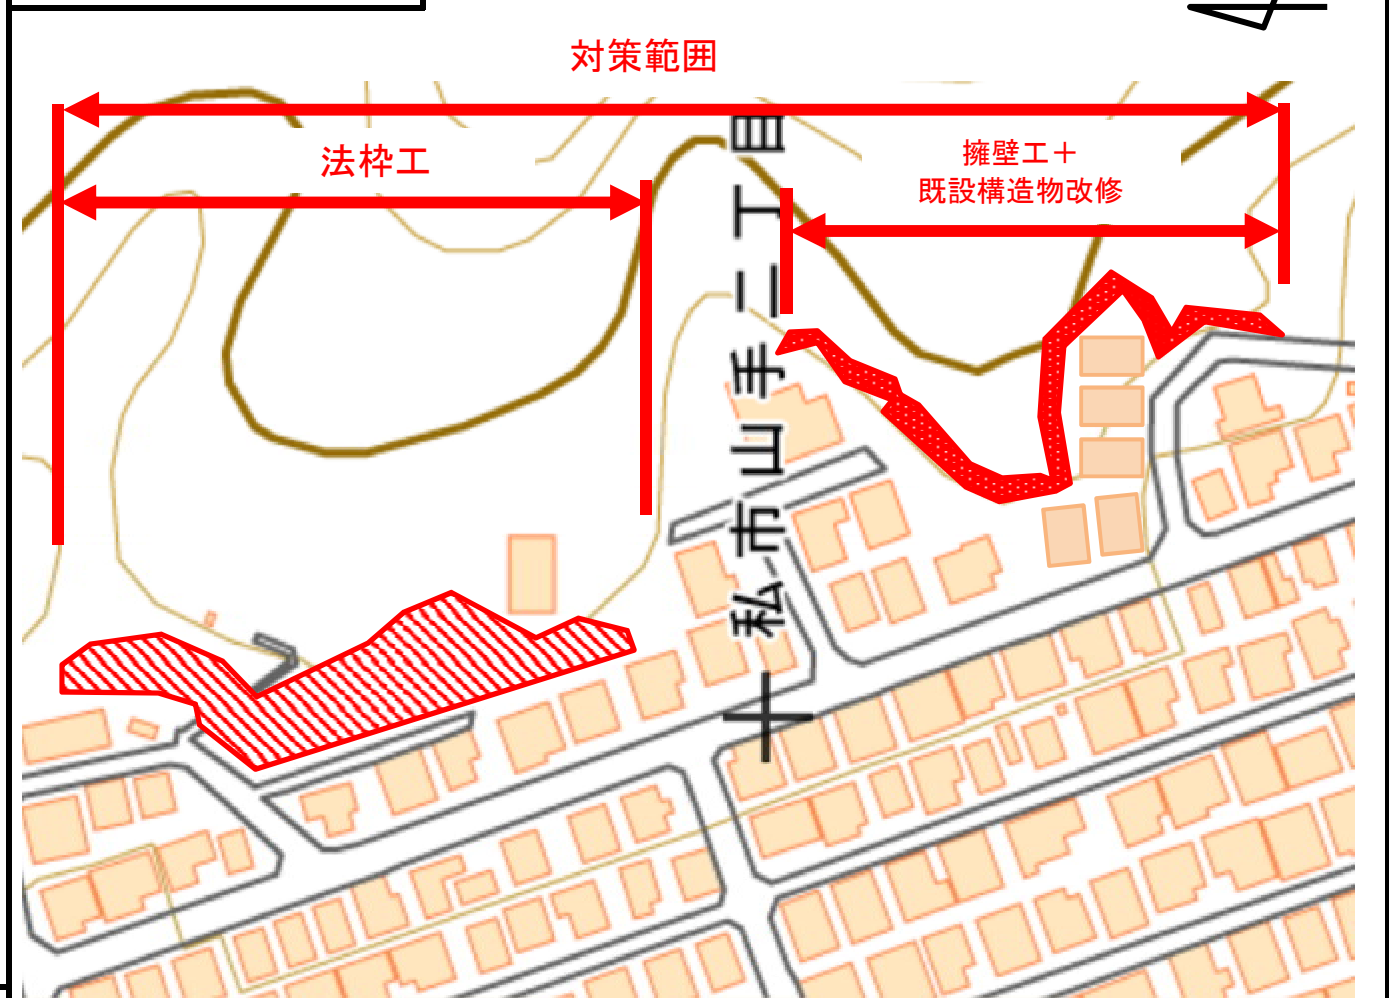 対策範囲
法枠工
擁壁工＋
既設構造物改修
私市山手二丁目